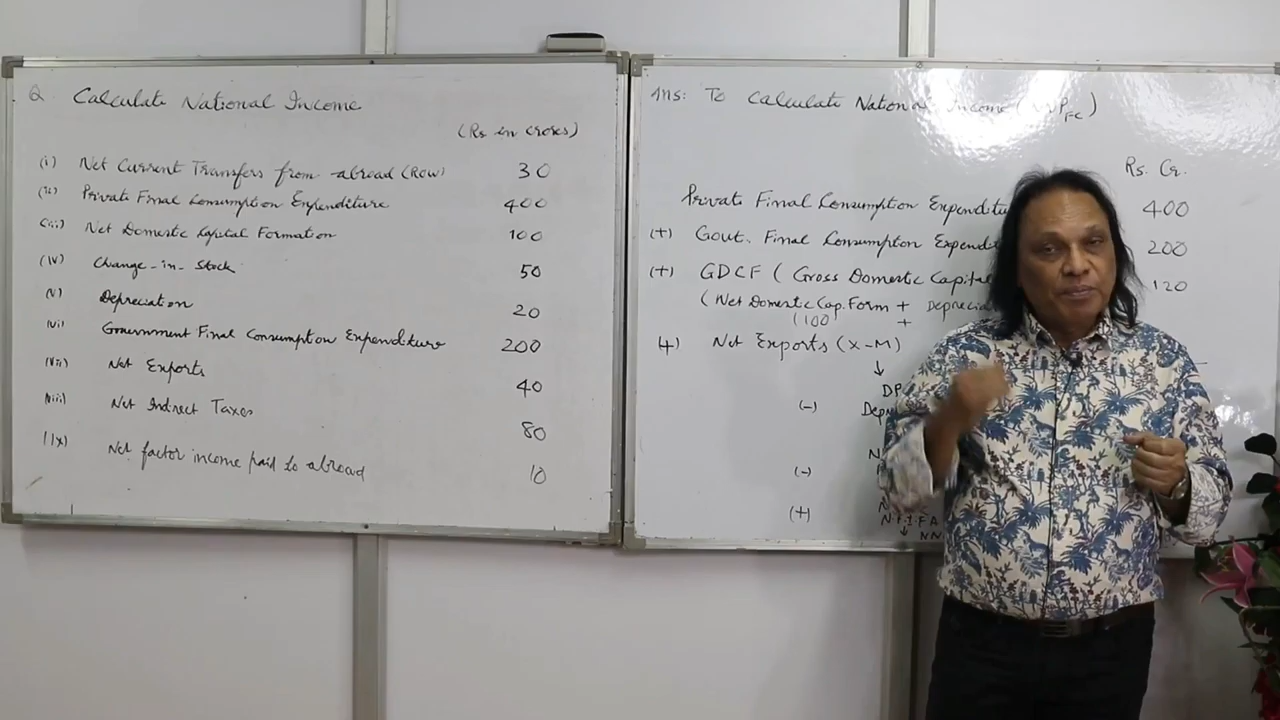 Q. Calculate National Income
(Rs in crores)
(i) Net Current Transfers from abroad (ROW) 30
(ii) Private Final Consumption Expenditure 400
(iii) Net Domestic Capital Formation 100
(iv) Change-in-Stock 50
(v) Depreciation 20
(vi) Government Final Consumption Expenditure 200
(vii) Net Exports 40
(viii) Net Indirect Taxes 80
(ix) Net factor income paid to abroad 10
Ans: To Calculate National Income (
Rs. Cr.
Private Final Consumption Expenditu 400
(+) Govt. Final Consumption Expendit 200
(+) GDCF ( Gross Domestic Capital 120
(Net Domestic Cap. Form + Deprecia
(100 +
+) Net Exports (X-M)
↓
(-)
(-)
(+)